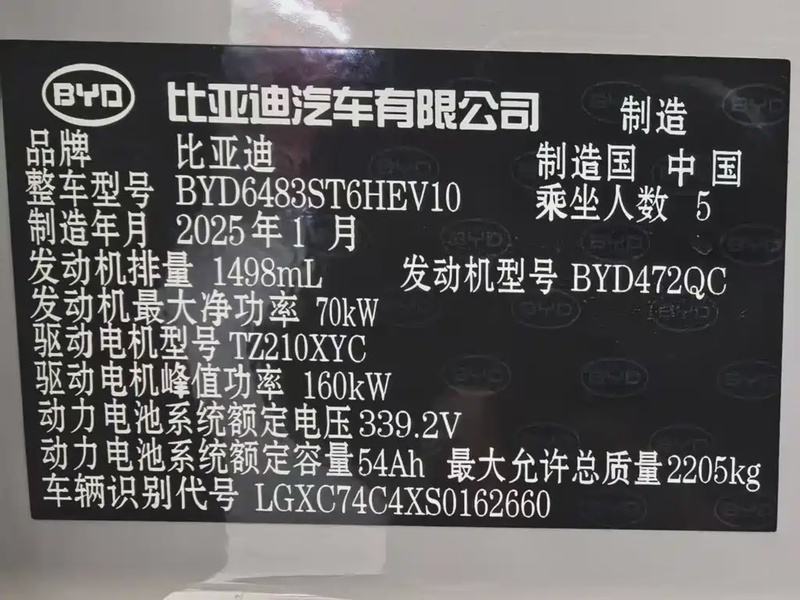 BYD 比亚迪汽车有限公司 制造
品牌 比亚迪 制造国 中国
整车型号 BYD6483ST6HEV10 乘坐人数 5
制造年月 2025年1月
发动机排量 1498mL 发动机型号 BYD472QC
发动机最大净功率 70kW
驱动电机型号 TZ210XYC
驱动电机峰值功率 160kW
动力电池系统额定电压 339.2V
动力电池系统额定容量 54Ah 最大允许总质量 2205kg
车辆识别代号 LGXC74C4XS0162660